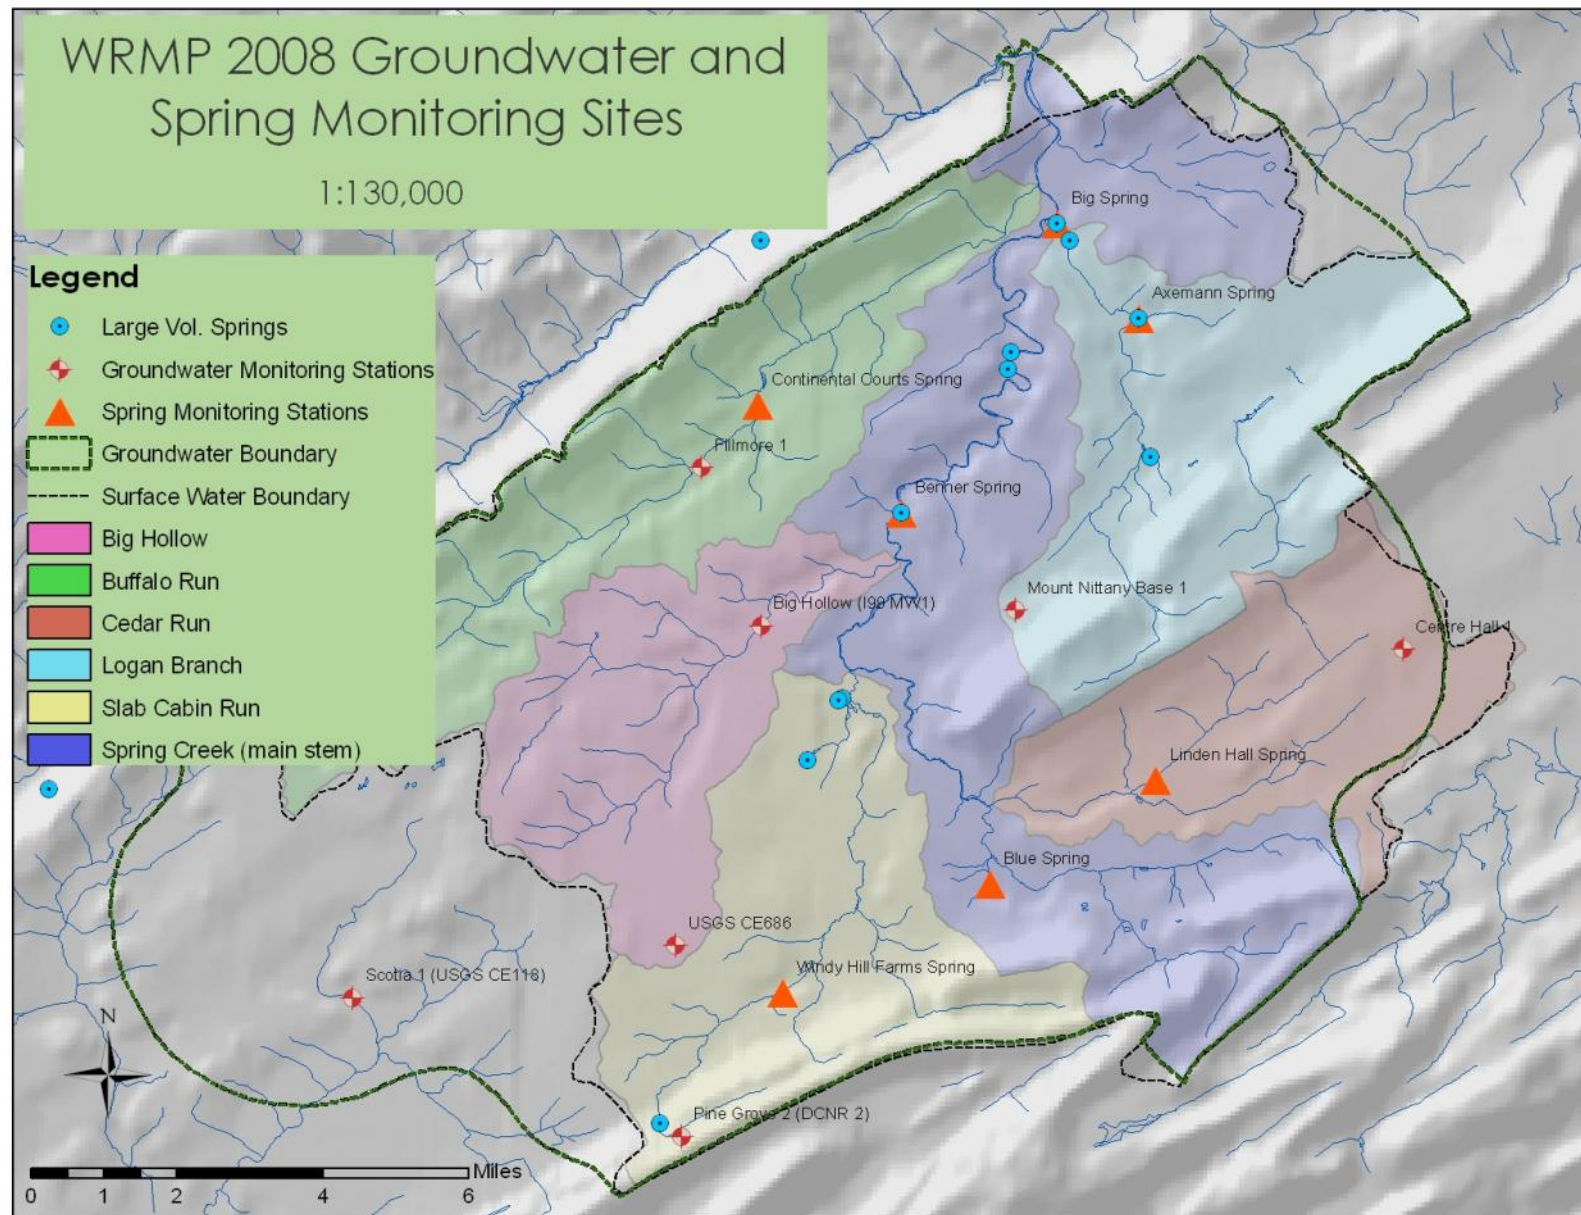 WRMP 2008 Groundwater and
Spring Monitoring Sites
1:130,000
Legend
Large Vol. Springs
Groundwater Monitoring Stations
Spring Monitoring Stations
Groundwater Boundary
Surface Water Boundary
Big Hollow
Buffalo Run
Cedar Run
Logan Branch
Slab Cabin Run
Spring Creek (main stem)
Big Spring
Axemann Spring
Continental Courts Spring
Fillmore 1
Benner Spring
Mount Nittany Base 1
Big Hollow (I99 MW1)
Centre Hall 1
Linden Hall Spring
Blue Spring
USGS CE686
Windy Hill Farms Spring
Scotia 1 (USGS CE118)
N
Pine Grove 2 (DCNR 2)
Miles
0 1 2 4 6